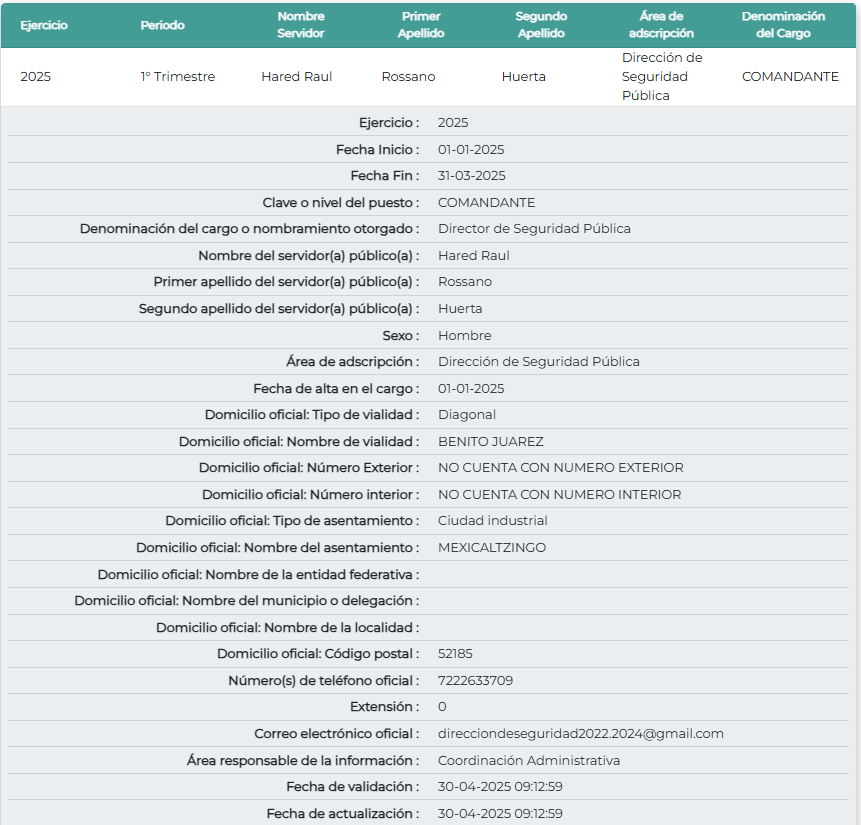 Ejercicio Periodo Nombre Servidor Primer Apellido Segundo Apellido Área de adscripción Denominación del Cargo
2025 1° Trimestre Hared Raul Rossano Huerta Dirección de Seguridad Pública COMANDANTE
Ejercicio : 2025
Fecha Inicio : 01-01-2025
Fecha Fin : 31-03-2025
Clave o nivel del puesto : COMANDANTE
Denominación del cargo o nombramiento otorgado : Director de Seguridad Pública
Nombre del servidor(a) público(a) : Hared Raul
Primer apellido del servidor(a) público(a) : Rossano
Segundo apellido del servidor(a) público(a) : Huerta
Sexo : Hombre
Área de adscripción : Dirección de Seguridad Pública
Fecha de alta en el cargo : 01-01-2025
Domicilio oficial: Tipo de vialidad : Diagonal
Domicilio oficial: Nombre de vialidad : BENITO JUAREZ
Domicilio oficial: Número Exterior : NO CUENTA CON NUMERO EXTERIOR
Domicilio oficial: Número interior : NO CUENTA CON NUMERO INTERIOR
Domicilio oficial: Tipo de asentamiento : Ciudad industrial
Domicilio oficial: Nombre del asentamiento : MEXICALTZINGO
Domicilio oficial: Nombre de la entidad federativa :
Domicilio oficial: Nombre del municipio o delegación :
Domicilio oficial: Nombre de la localidad :
Domicilio oficial: Código postal : 52185
Número(s) de teléfono oficial : 7222633709
Extensión : 0
Correo electrónico oficial : direcciondeseguridad2022.2024@gmail.com
Área responsable de la información : Coordinación Administrativa
Fecha de validación : 30-04-2025 09:12:59
Fecha de actualización : 30-04-2025 09:12:59